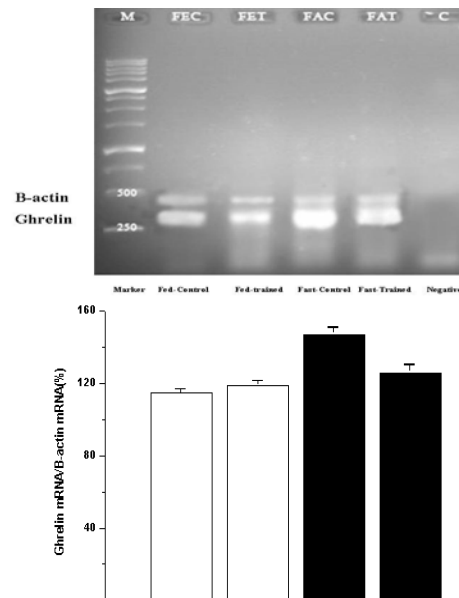 M FEC FET FAC FAT C
500
B-actin
Ghrelin
250
Marker Fed-Control Fed-trained Fast-Control Fast-Trained Negative
160
120
80
40
Ghrelin mRNA/B-actin mRNA(%)